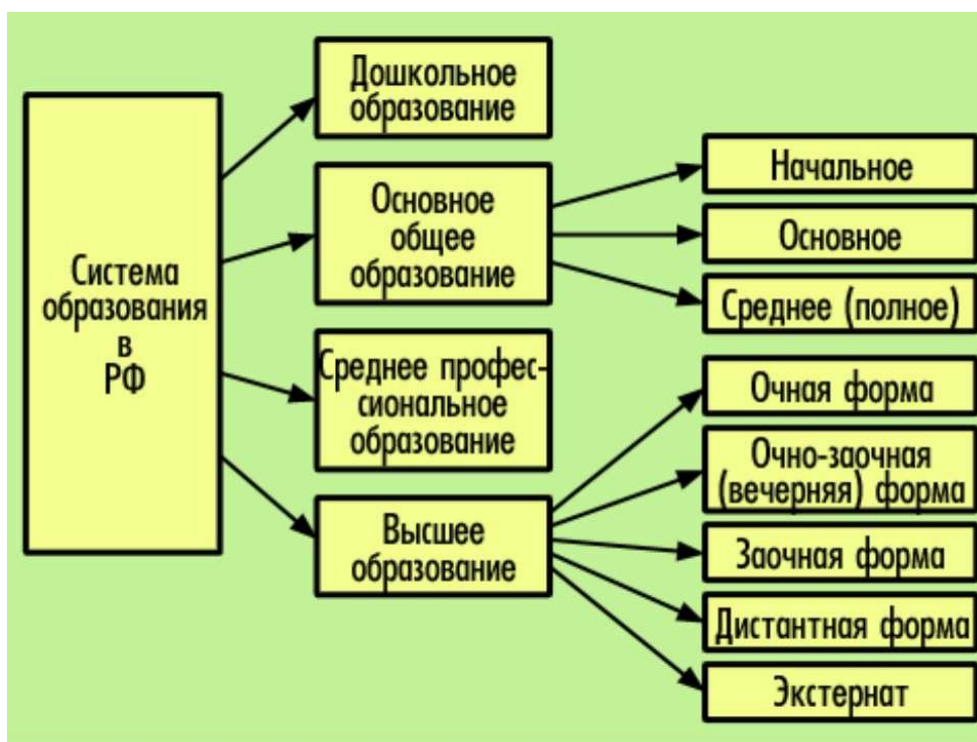 Система
образования
в
РФ
Дошкольное
образование
Основное
общее
образование
Среднее профес-
сиональное
образование
Высшее
образование
Начальное
Основное
Среднее (полное)
Очная форма
Очно-заочная
(вечерняя) форма
Заочная форма
Дистантная форма
Экстернат